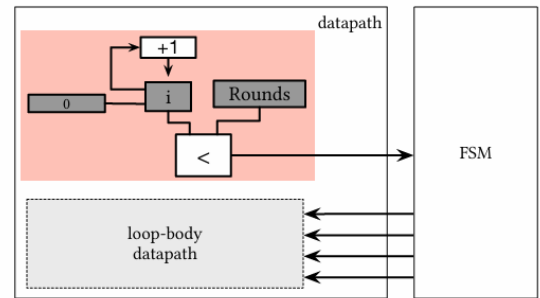 datapath
+1
0
i
Rounds
<
FSM
loop-body
datapath